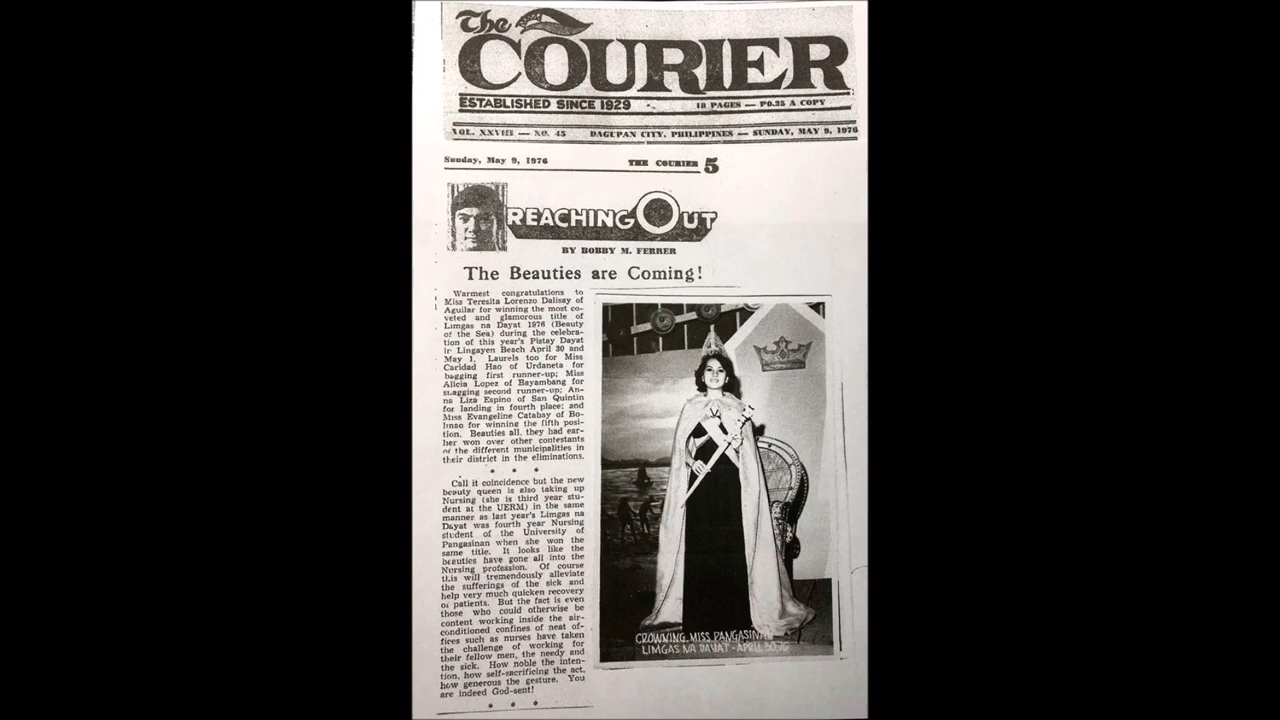 The
COURIER
ESTABLISHED SINCE 1929
18 PAGES — P0.25 A COPY
VOL. XXVIII — NO. 45 DAGUPAN CITY, PHILIPPINES — SUNDAY, MAY 9, 1976
Sunday, May 9, 1976 THE COURIER 5
REACHING OUT
BY BOBBY M. FERRER
The Beauties are Coming!
Warmest congratulations to
Miss Teresita Lorenzo Dalisay of
Aguilar for winning the most co-
veted and glamorous title of
Limgas na Dayat 1976 (Beauty
of the Sea) during the celebra-
tion of this year's Pistay Dayat
ir Lingayen Beach April 30 and
May 1. Laurels too for Miss
Caridad Hao of Urdaneta for
bagging first runner-up; Miss
Alicia Lopez of Bayambang for
snagging second runner-up; An-
na Liza Espino of San Quintin
for landing in fourth place; and
Miss Evangeline Catabay of Bo-
linao for winning the fifth posi-
tion. Beauties all, they had ear-
lier won over other contestants
of the different municipalities in
their district in the eliminations.
* * *
Call it coincidence but the new
beauty queen is also taking up
Nursing (she is third year stu-
dent at the UERM) in the same
manner as last year's Limgas na
Dayat was fourth year Nursing
student of the University of
Pangasinan when she won the
same title. It looks like the
beauties have gone all into the
Nursing profession. Of course
this will tremendously alleviate
the sufferings of the sick and
help very much quicken recovery
of patients. But the fact is even
those who could otherwise be
content working inside the air-
conditioned confines of neat of-
fices such as nurses have taken
the challenge of working for
their fellow men, the needy and
the sick. How noble the inten-
tion, how self-sacrificing the act,
how generous the gesture. You
are indeed God-sent!
* * *
CROWNING, MISS PANGASINAN
LIMGAS NA DAYAT - APRIL 30, 76